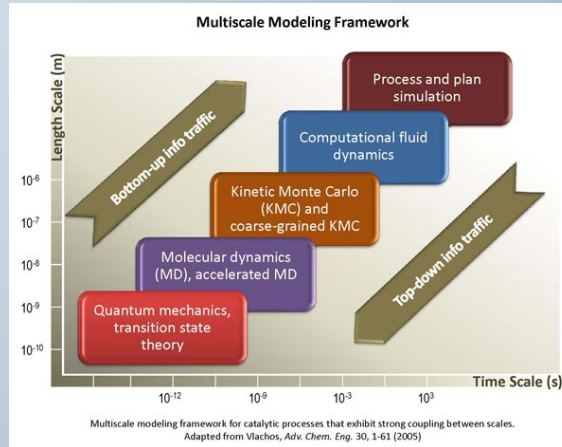 Multiscale Modeling Framework
Length Scale (m)
Bottom-up info traffic
Process and plan
simulation
Computational fluid
dynamics
Kinetic Monte Carlo
(KMC) and
coarse-grained KMC
Molecular dynamics
(MD), accelerated MD
Quantum mechanics,
transition state
theory
Top-down info traffic
10-6
10-7
10-8
10-9
10-10
10-12
10-9
10-6
10-3
103
Time Scale (s)
Multiscale modeling framework for catalytic processes that exhibit strong coupling between scales.
Adapted from Vlachos, Adv. Chem. Eng. 30, 1-61 (2005)